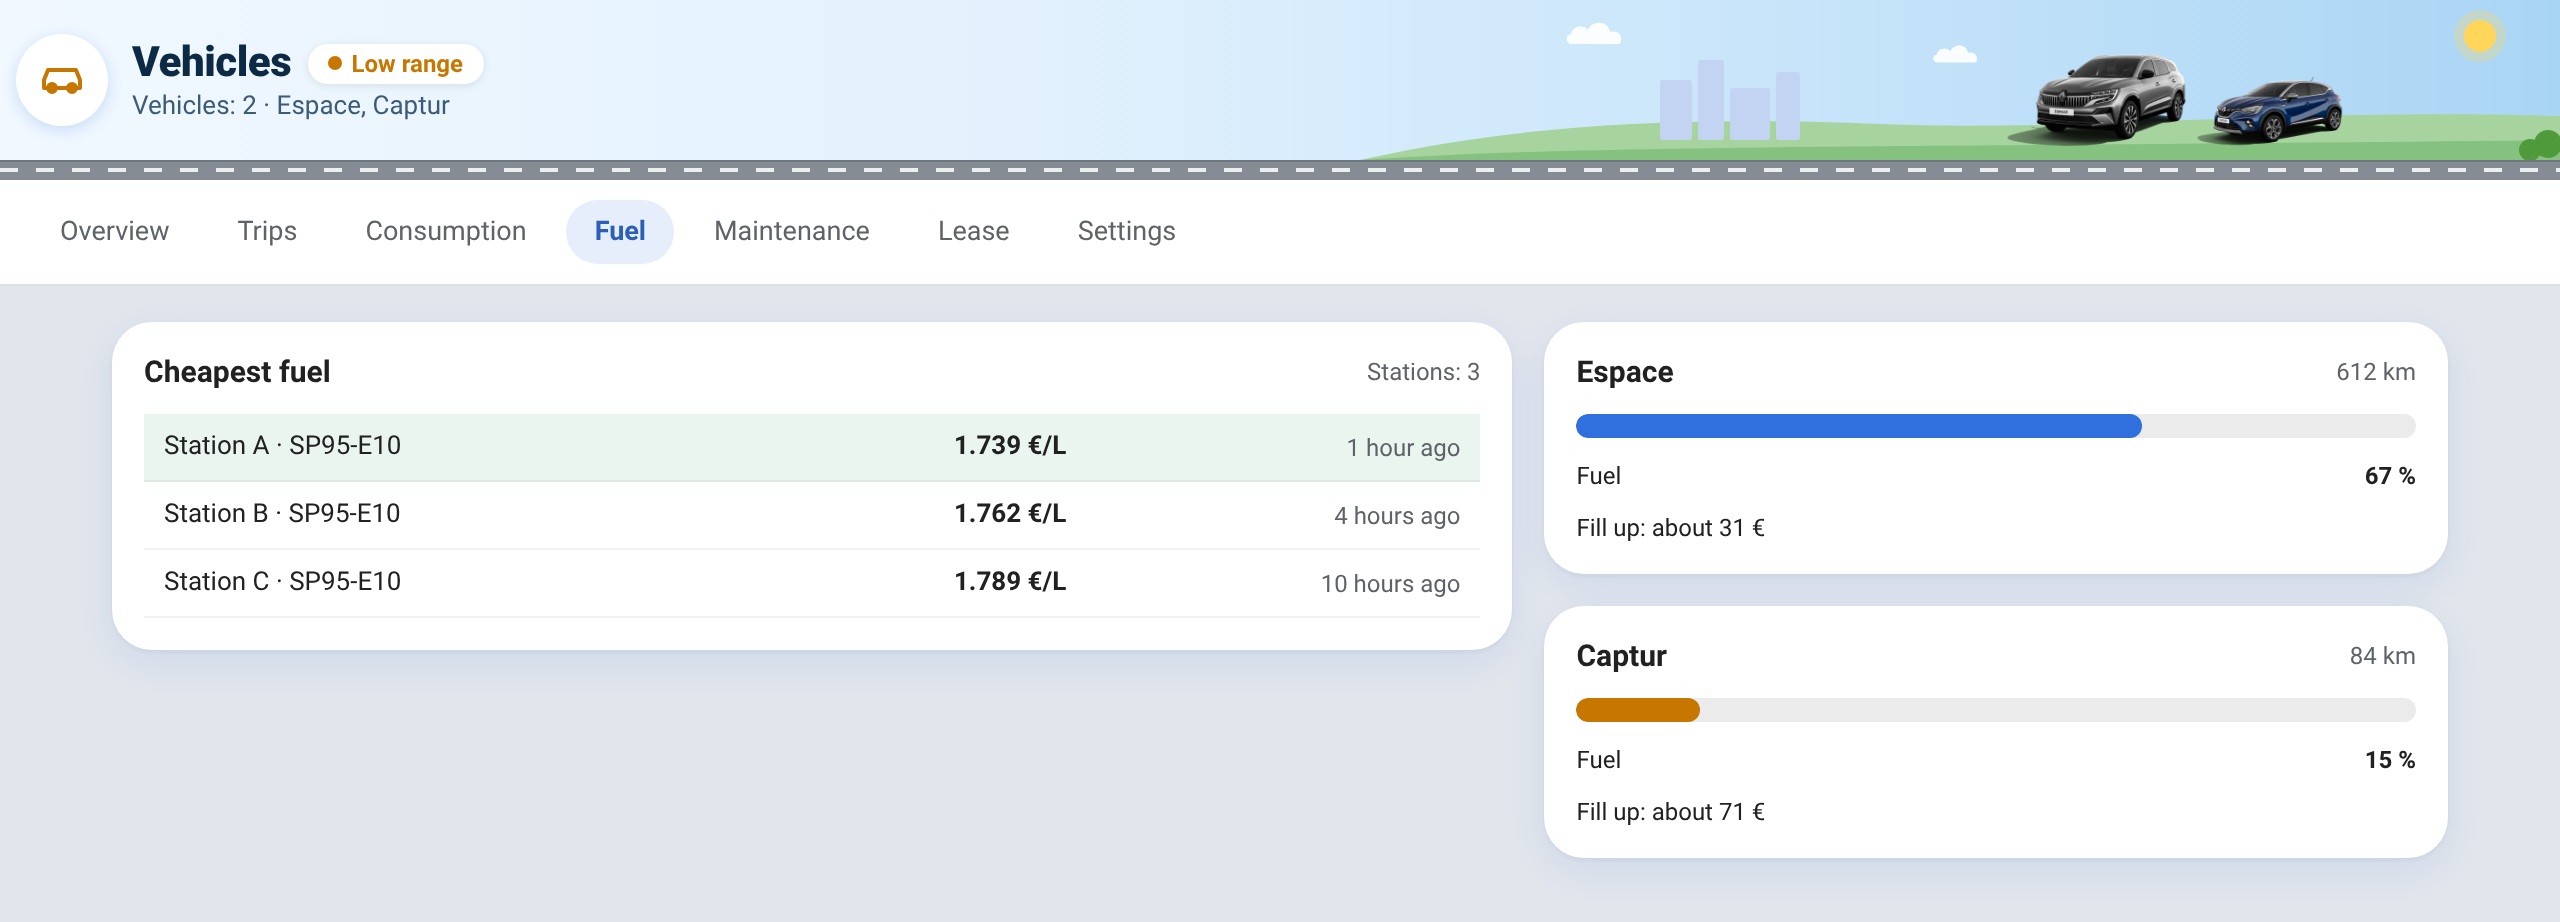 Vehicles
Low range
Vehicles: 2 · Espace, Captur
Overview
Trips
Consumption
Fuel
Maintenance
Lease
Settings
Cheapest fuel
Stations: 3
Station A · SP95-E10
1.739 €/L
1 hour ago
Station B · SP95-E10
1.762 €/L
4 hours ago
Station C · SP95-E10
1.789 €/L
10 hours ago
Espace
612 km
Fuel
67 %
Fill up: about 31 €
Captur
84 km
Fuel
15 %
Fill up: about 71 €